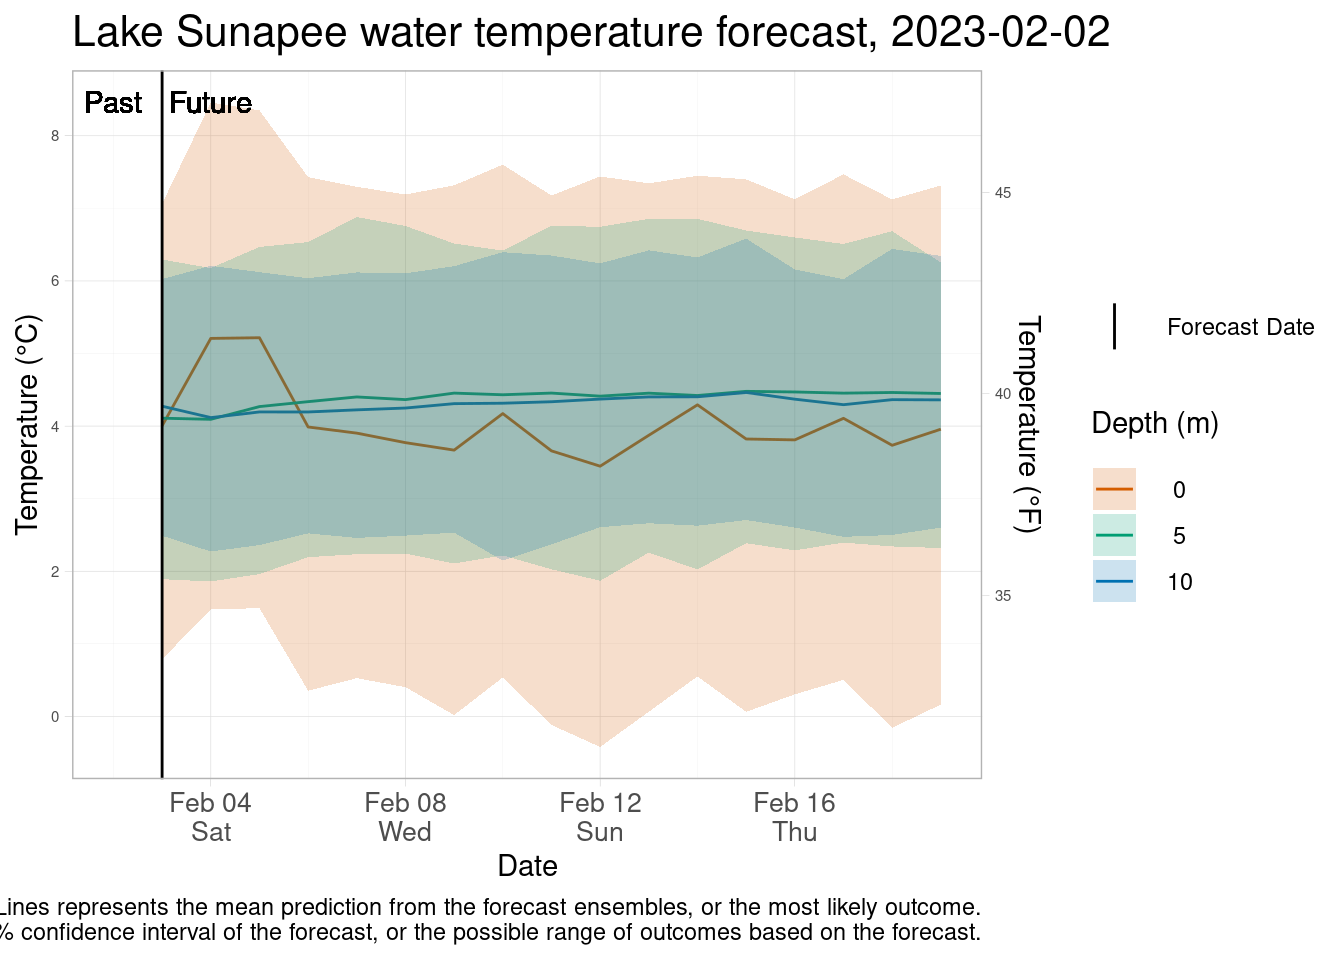 Lake Sunapee water temperature forecast, 2023-02-02
Past
Future
8
6
4
2
0
Temperature (°C)
45
40
35
Temperature (°F)
Feb 04
Sat
Feb 08
Wed
Feb 12
Sun
Feb 16
Thu
Date
Forecast Date
Depth (m)
0
5
10
Lines represents the mean prediction from the forecast ensembles, or the most likely outcome.
% confidence interval of the forecast, or the possible range of outcomes based on the forecast.